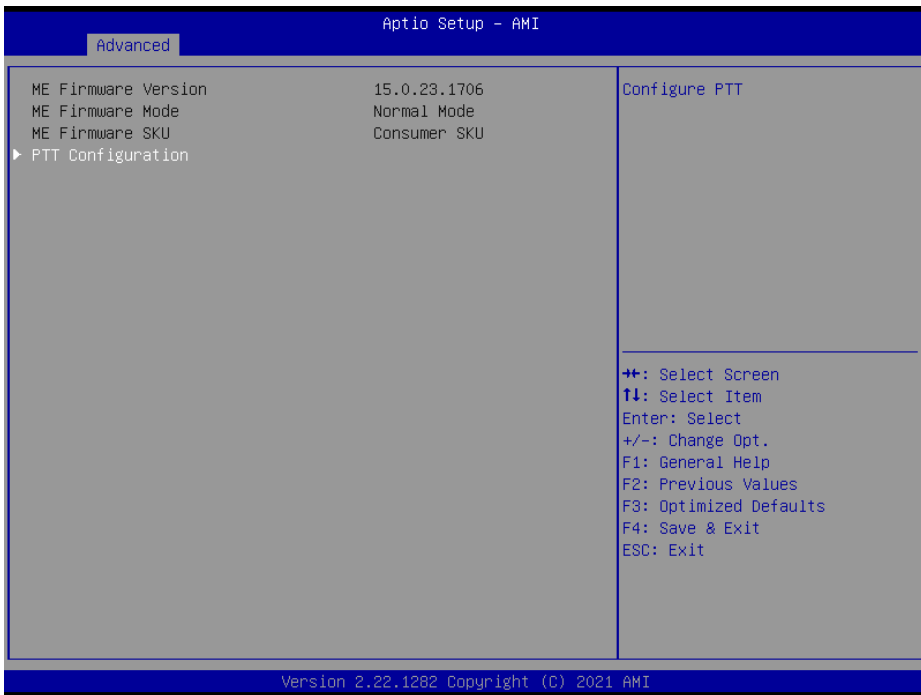 Aptio Setup – AMI
Advanced
ME Firmware Version 15.0.23.1706
ME Firmware Mode Normal Mode
ME Firmware SKU Consumer SKU
▶ PTT Configuration
Configure PTT
→←: Select Screen
↑↓: Select Item
Enter: Select
+/-: Change Opt.
F1: General Help
F2: Previous Values
F3: Optimized Defaults
F4: Save & Exit
ESC: Exit
Version 2.22.1282 Copyright (C) 2021 AMI